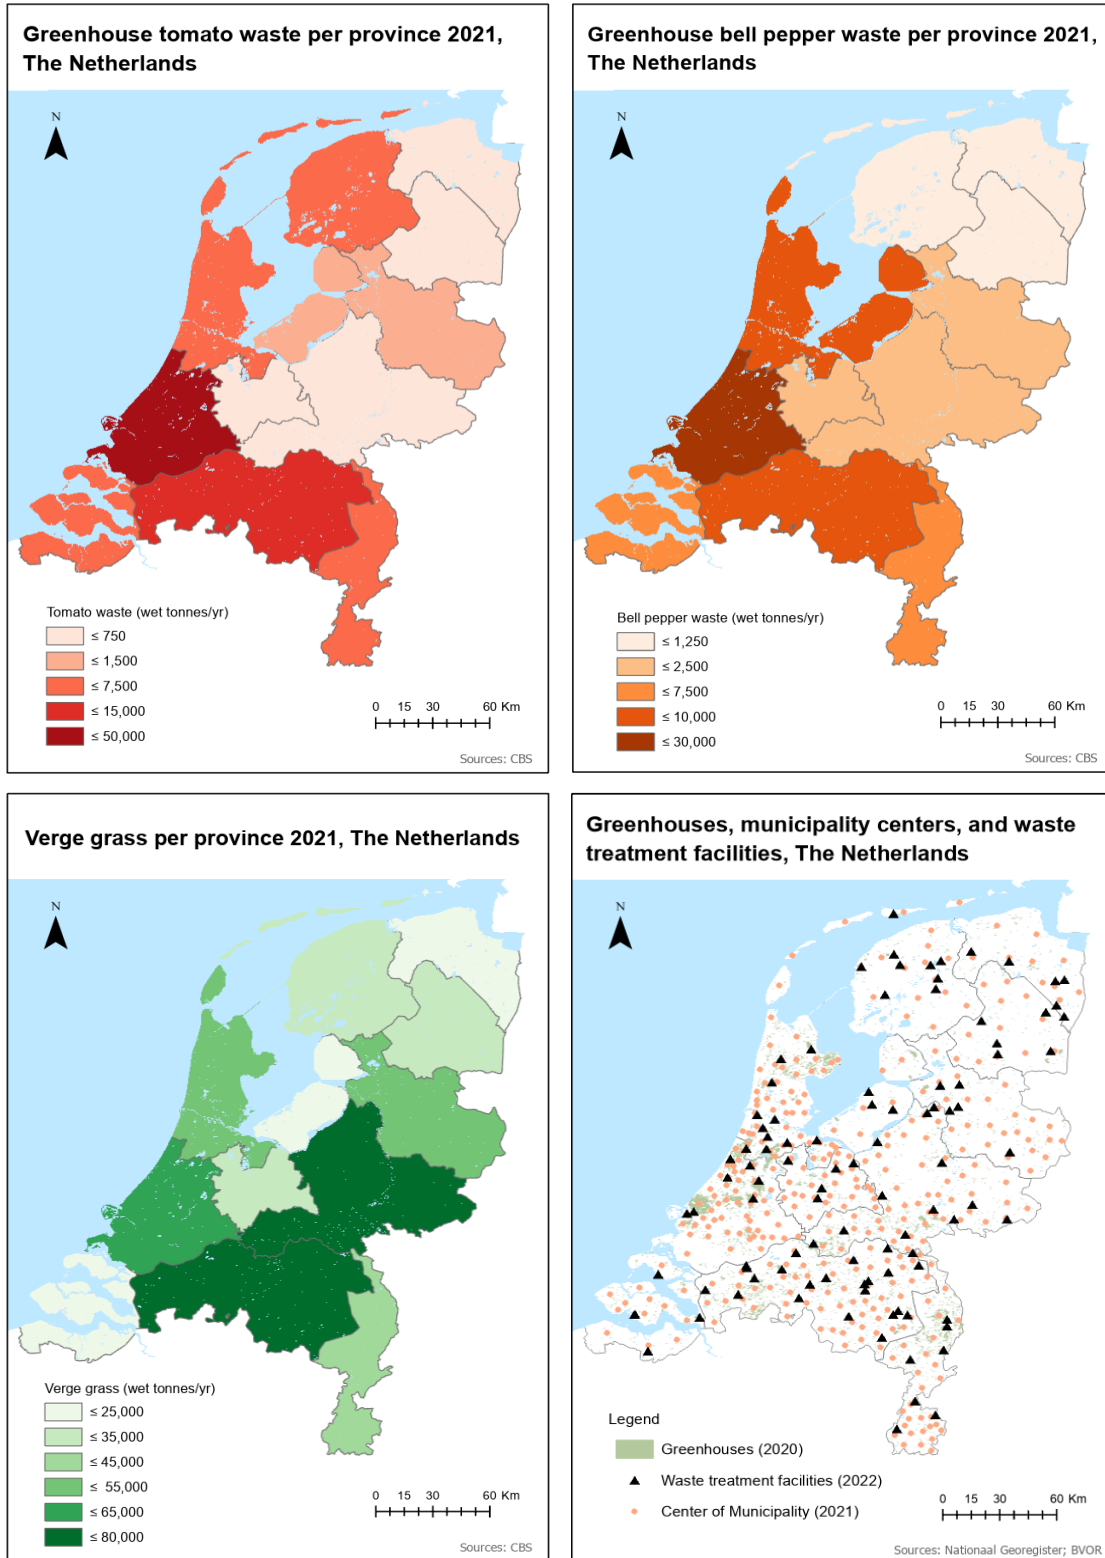 Greenhouse tomato waste per province 2021,
The Netherlands
N
Tomato waste (wet tonnes/yr)
≤ 750
≤ 1,500
≤ 7,500
≤ 15,000
≤ 50,000
0 15 30 60 Km
Sources: CBS
Greenhouse bell pepper waste per province 2021,
The Netherlands
N
Bell pepper waste (wet tonnes/yr)
≤ 1,250
≤ 2,500
≤ 7,500
≤ 10,000
≤ 30,000
0 15 30 60 Km
Sources: CBS
Verge grass per province 2021, The Netherlands
N
Verge grass (wet tonnes/yr)
≤ 25,000
≤ 35,000
≤ 45,000
≤ 55,000
≤ 65,000
≤ 80,000
0 15 30 60 Km
Sources: CBS
Greenhouses, municipality centers, and waste
treatment facilities, The Netherlands
N
Legend
Greenhouses (2020)
Waste treatment facilities (2022)
Center of Municipality (2021)
0 15 30 60 Km
Sources: Nationaal Georegister; BVOR